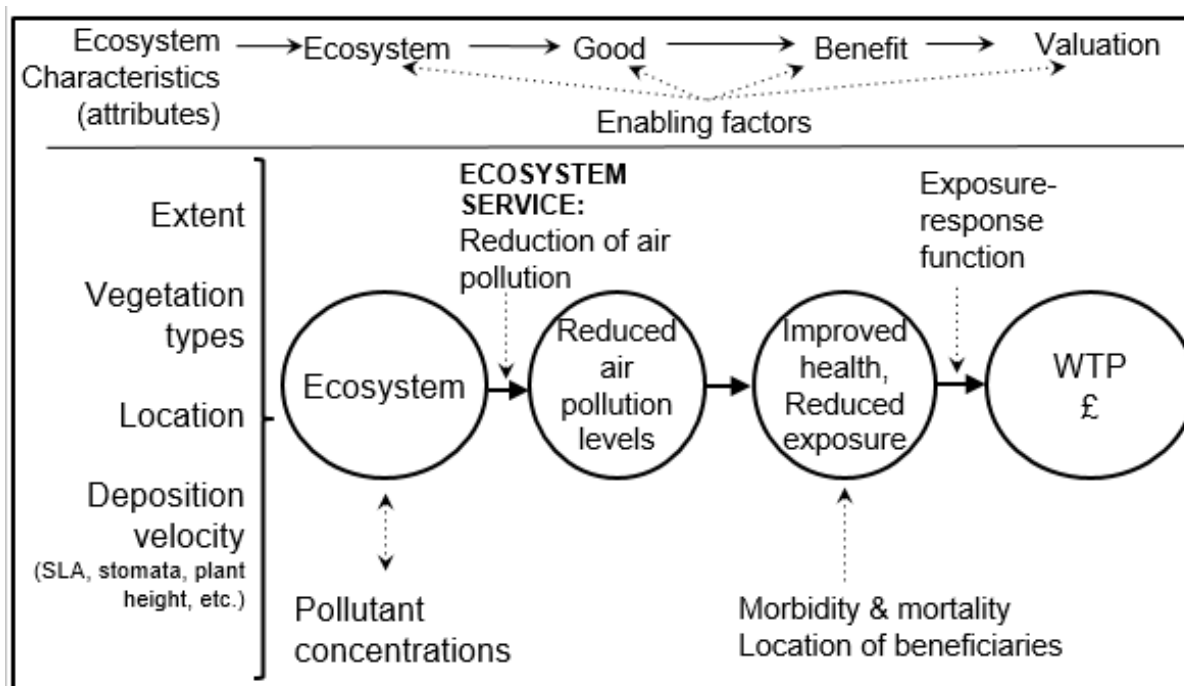 Ecosystem
Characteristics
(attributes)
Ecosystem
Good
Benefit
Valuation
Enabling factors
Extent
Vegetation
types
Location
Deposition
velocity
(SLA, stomata, plant
height, etc.)
ECOSYSTEM
SERVICE:
Reduction of air
pollution
Exposure-
response
function
Ecosystem
Reduced
air
pollution
levels
Improved
health,
Reduced
exposure
WTP
£
Pollutant
concentrations
Morbidity & mortality
Location of beneficiaries